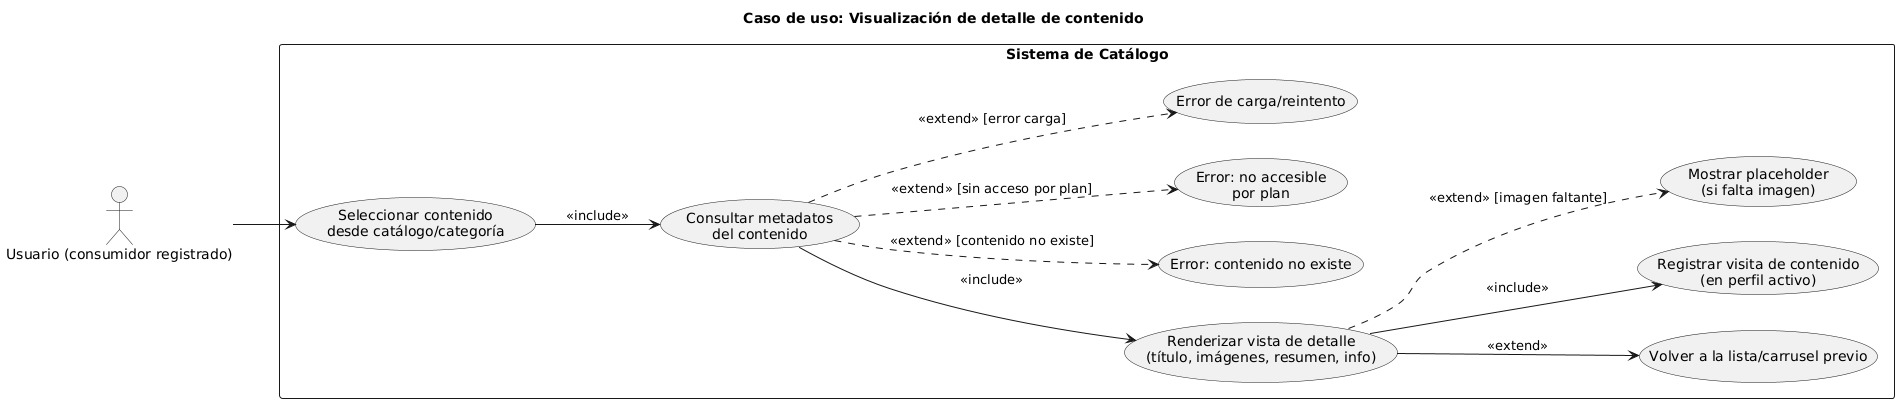 Caso de uso: Visualización de detalle de contenido
Sistema de Catálogo
Usuario (consumidor registrado)
Seleccionar contenido
desde catálogo/categoría
«include»
Consultar metadatos
del contenido
«extend» [error carga]
Error de carga/reintento
«extend» [sin acceso por plan]
Error: no accesible
por plan
«extend» [contenido no existe]
Error: contenido no existe
«include»
Renderizar vista de detalle
(título, imágenes, resumen, info)
«extend» [imagen faltante]
Mostrar placeholder
(si falta imagen)
«include»
Registrar visita de contenido
(en perfil activo)
«extend»
Volver a la lista/carrusel previo